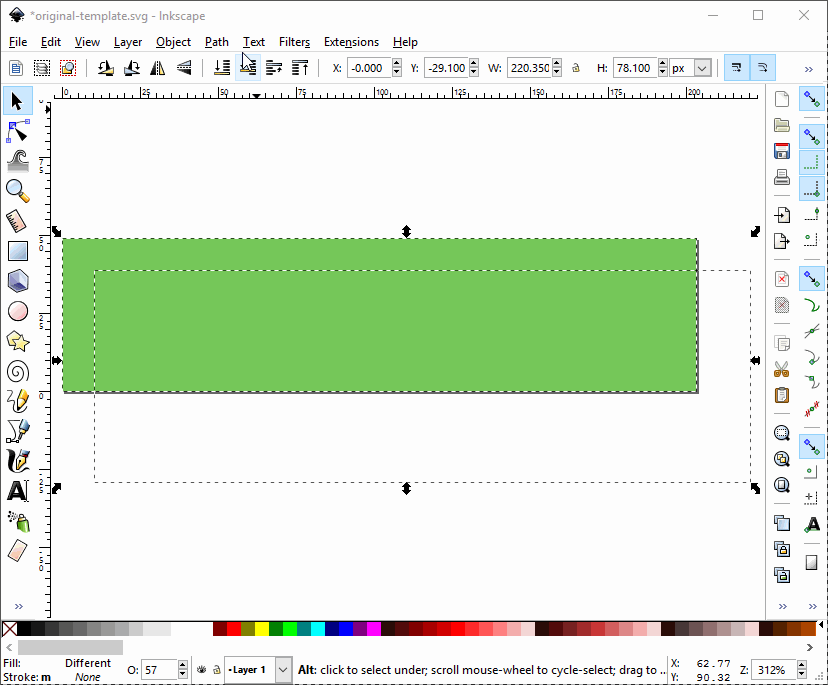 *original-template.svg - Inkscape
File Edit View Layer Object Path Text Filters Extensions Help
X: -0.000 Y: -29.100 W: 220.350 H: 78.100 px
0 25 50 75 100 125 150 175 200
Fill: Different O: 57 Layer 1 Alt: click to select under; scroll mouse-wheel to cycle-select; drag to .. X: 62.77 Z: 312%
Stroke: m None Y: 90.32